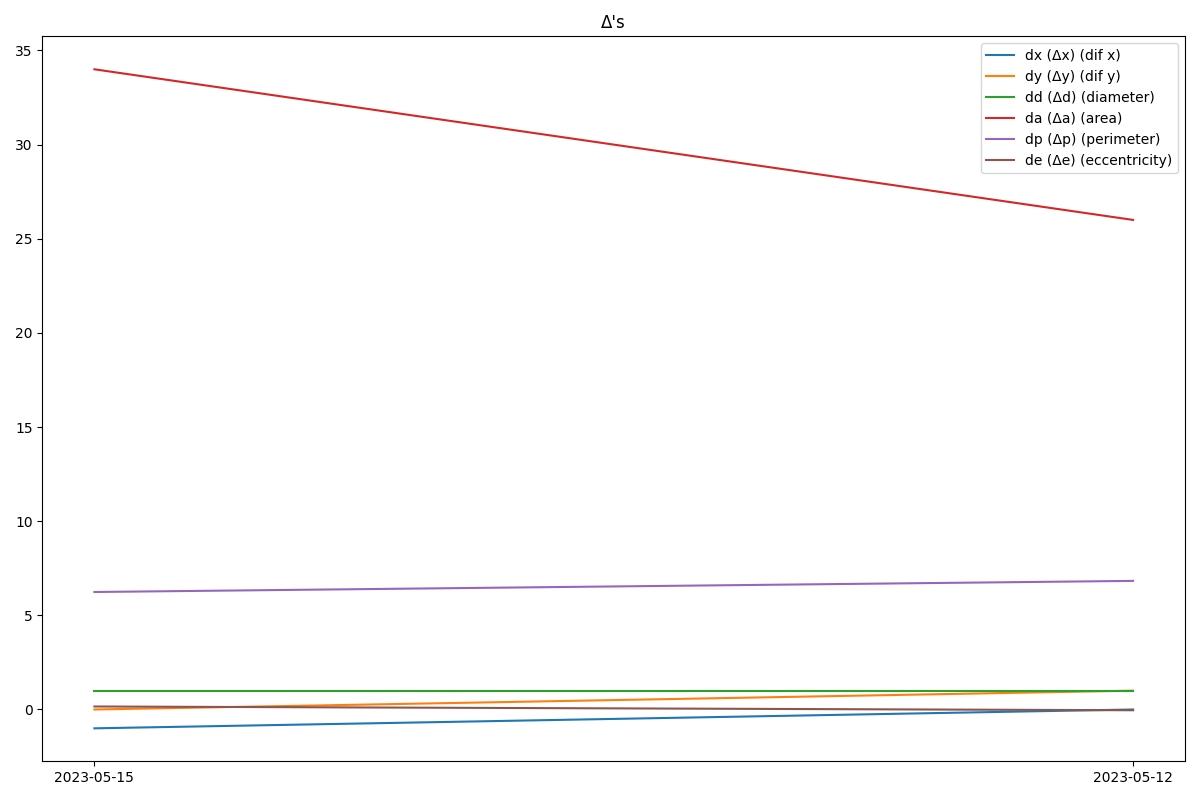 Δ's
35
30
25
20
15
10
5
0
dx (Δx) (dif x)
dy (Δy) (dif y)
dd (Δd) (diameter)
da (Δa) (area)
dp (Δp) (perimeter)
de (Δe) (eccentricity)
2023-05-15
2023-05-12